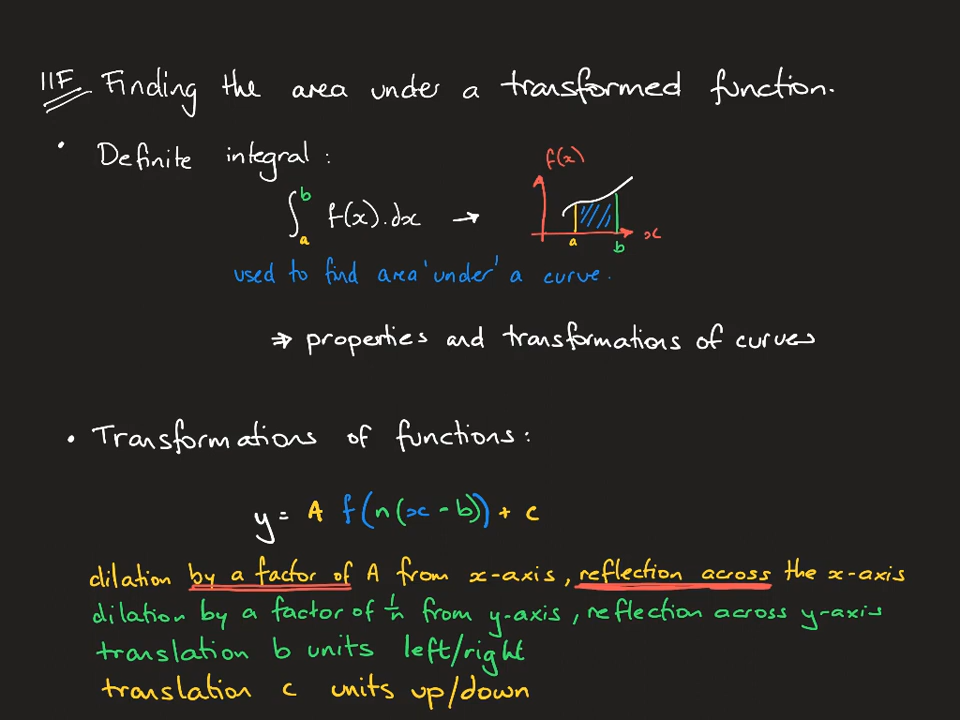 11F Finding the area under a transformed function.
• Definite integral:
∫ₐᵇ f(x).dx → f(x) a b x
used to find area 'under' a curve.
⇒ properties and transformations of curves
• Transformations of functions:
y = A f(n(x - b)) + c
dilation by a factor of A from x-axis, reflection across the x-axis
dilation by a factor of 1/n from y-axis, reflection across y-axis
translation b units left/right
translation c units up/down